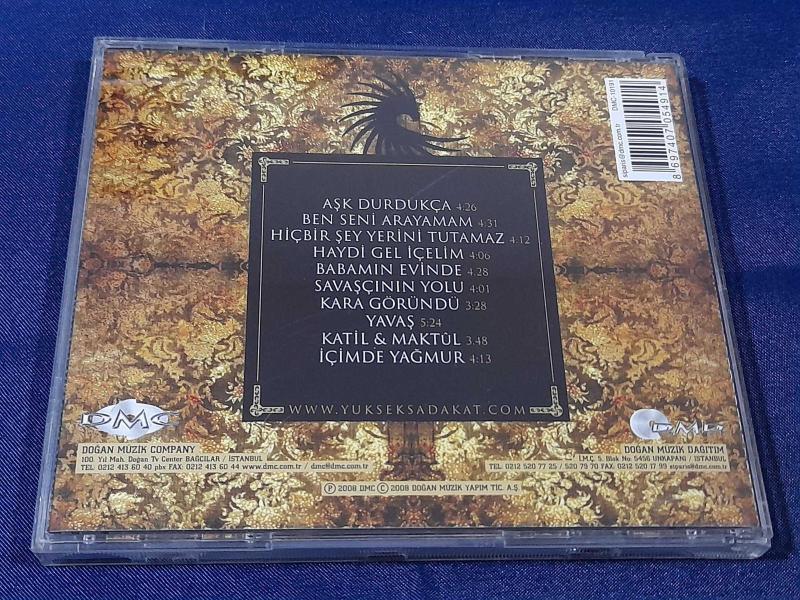 AŞK DURDUKÇA 4:26
BEN SENİ ARAYAMAM 4:31
HİÇBİR ŞEY YERİNİ TUTAMAZ 4:12
HAYDİ GEL İÇELİM 4:06
BABAMIN EVİNDE 4:28
SAVAŞÇININ YOLU 4:01
KARA GÖRÜNDÜ 3:28
YAVAŞ 5:24
KATİL & MAKTÜL 3:48
İÇİMDE YAĞMUR 4:13
WWW.YUKSEKSADAKAT.COM
siparis@dmc.com.tr DMC-10191
8 697407 054914
DMC
DOĞAN MÜZİK COMPANY
100. Yıl Mah. Doğan Tv Center BAĞCILAR / İSTANBUL
TEL 0212 413 60 40 pbx FAX: 0212 413 60 44 www.dmc.com.tr / dmc@dmc.com.tr
DMD
DOĞAN MÜZİK DAĞITIM
İ.M.Ç. 5. Blok No: 5456 UNKAPANI / İSTANBUL
TEL 0212 520 77 25 / 520 79 70 FAX 0212 520 17 99 siparis@dmc.com.tr
Ⓟ 2008 DMC Ⓒ 2008 DOĞAN MÜZİK YAPIM TİC. A.Ş.